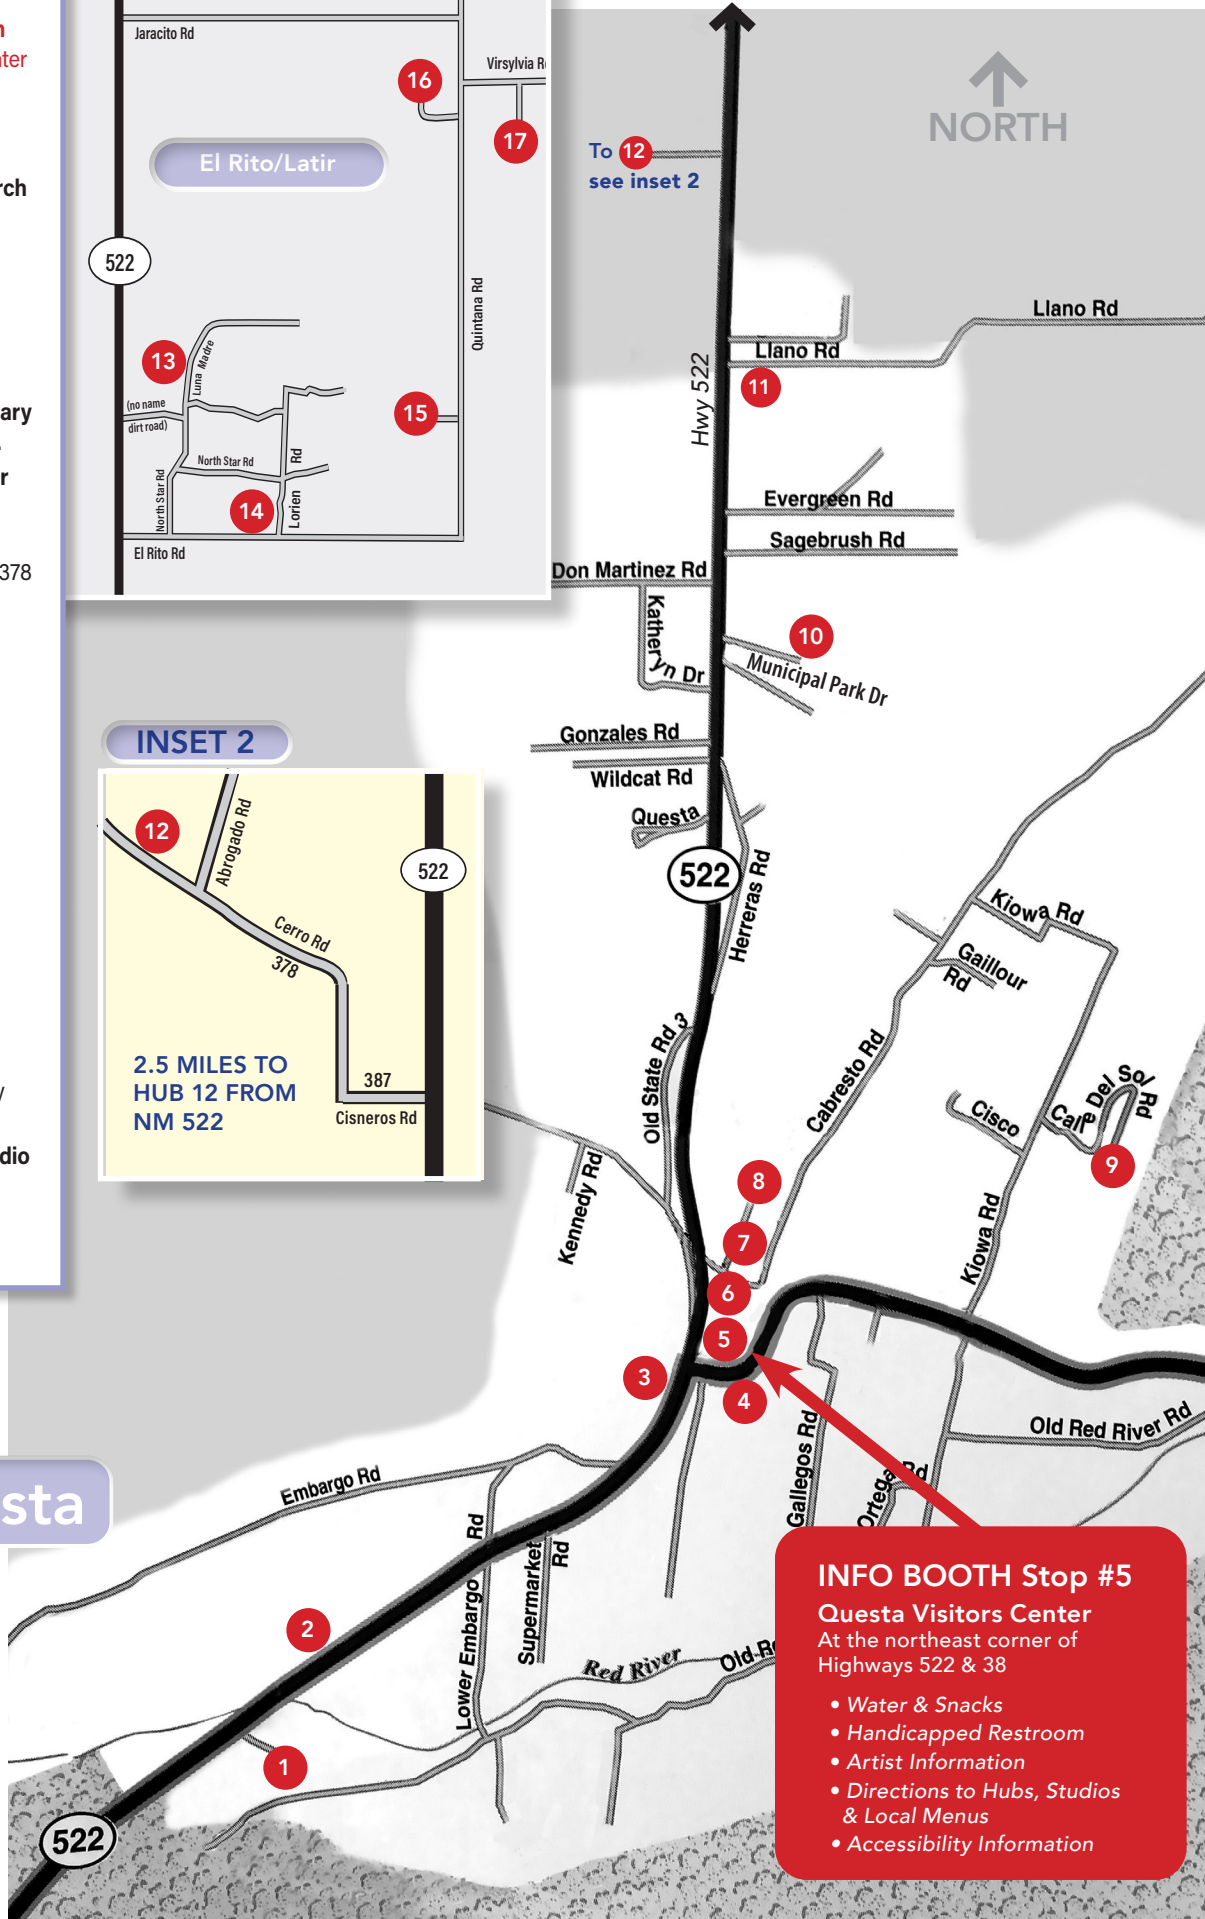 ater
rch
ary
r
378
dio
sta
Jaracito Rd
Virsylvia R
16
17
El Rito/Latir
522
Quintana Rd
13
Luna Madre
(no name
dirt road)
15
North Star Rd
North Star Rd
Lorien Rd
14
El Rito Rd
NORTH
To 12
see inset 2
Hwy 522
Llano Rd
Llano Rd
11
Evergreen Rd
Sagebrush Rd
Don Martinez Rd
Katheryn Dr
10
Municipal Park Dr
Gonzales Rd
Wildcat Rd
Questa
522
Herreras Rd
INSET 2
12
Abrogado Rd
522
Cerro Rd
378
2.5 MILES TO
HUB 12 FROM
NM 522
387
Cisneros Rd
Kiowa Rd
Gaillour
Rd
Old State Rd 3
Cabresto Rd
Cisco
Calle Del Sol Rd
9
Kennedy Rd
8
7
6
5
3
4
Kiowa Rd
Old Red River Rd
Gallegos Rd
Ortega Rd
Embargo Rd
Lower Embargo Rd
Supermarket
Rd
2
Red River
Old Re
1
522
INFO BOOTH Stop #5
Questa Visitors Center
At the northeast corner of
Highways 522 & 38
• Water & Snacks
• Handicapped Restroom
• Artist Information
• Directions to Hubs, Studios
& Local Menus
• Accessibility Information